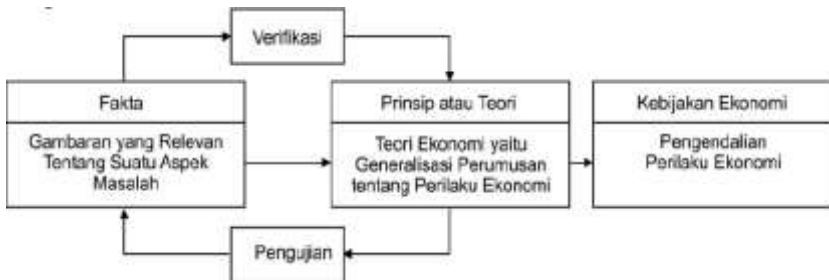 Verifikasi
Fakta
Gambaran yang Relevan
Tentang Suatu Aspek
Masalah
Prinsip atau Teori
Teori Ekonomi yaitu
Generalisasi Perumusan
tentang Perilaku Ekonomi
Kebijakan Ekonomi
Pengendalian
Perilaku Ekonomi
Pengujian